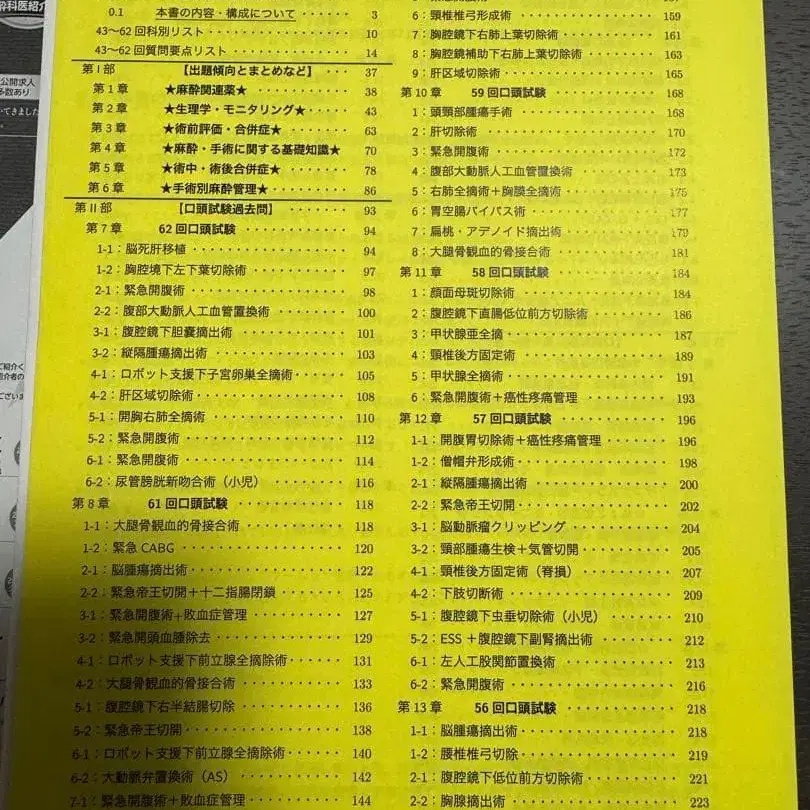 酔科医紹介
公開求人
多数あり
0.1 本書の内容・構成について ・・・・・・ 3
43～62 回科別リスト ・・・・・・・・・・・・・・・ 10
43～62 回質問要点リスト ・・・・・・・・・・・・ 14
第 I 部 【出題傾向とまとめなど】 ・・・ 37
第 1 章 ★麻酔関連薬★ ・・・・・・・・・・ 38
第 2 章 ★生理学・モニタリング★ ・・・ 43
第 3 章 ★術前評価・合併症★ ・・・・・・ 63
第 4 章 ★麻酔・手術に関する基礎知識★ 70
第 5 章 ★術中・術後合併症★ ・・・・・・ 78
第 6 章 ★手術別麻酔管理★ ・・・・・・・ 86
第 II 部 【口頭試験過去問】 ・・・・・・・ 93
第 7 章 62 回口頭試験 ・・・・・・・・・・・ 94
1-1：脳死肝移植 ・・・・・・・・・・・・・・・ 94
1-2：胸腔境下左下葉切除術 ・・・・・・・・・ 97
2-1：緊急開腹術 ・・・・・・・・・・・・・・・ 98
2-2：腹部大動脈人工血管置換術 ・・・・・・・ 100
3-1：腹腔鏡下胆嚢摘出術 ・・・・・・・・・・ 101
3-2：縦隔腫瘍摘出術 ・・・・・・・・・・・・ 103
4-1：ロボット支援下子宮卵巣全摘術・・・・・ 105
4-2：肝区域切除術 ・・・・・・・・・・・・・ 108
5-1：開胸右肺全摘術 ・・・・・・・・・・・・ 110
5-2：緊急開腹術 ・・・・・・・・・・・・・・ 112
6-1：緊急開腹術 ・・・・・・・・・・・・・・ 114
6-2：尿管膀胱新吻合術（小児） ・・・・・・・ 116
第 8 章 61 回口頭試験 ・・・・・・・・・・・ 118
1-1：大腿骨観血的骨接合術 ・・・・・・・・・ 118
1-2：緊急 CABG ・・・・・・・・・・・・・・ 120
2-1：脳腫瘍摘出術 ・・・・・・・・・・・・・ 122
2-2：緊急帝王切開＋十二指腸閉鎖 ・・・・・・ 125
3-1：緊急開腹術+敗血症管理 ・・・・・・・・ 127
3-2：緊急開頭血腫除去 ・・・・・・・・・・・ 129
4-1：ロボット支援下前立腺全摘除術・・・・・ 131
4-2：大腿骨観血的骨接合術 ・・・・・・・・・ 133
5-1：腹腔鏡下右半結腸切除 ・・・・・・・・・ 136
5-2：緊急帝王切開 ・・・・・・・・・・・・・ 138
6-1：ロボット支援下前立腺全摘除術・・・・・ 140
6-2：大動脈弁置換術（AS） ・・・・・・・・・ 142
7-1：緊急開腹術＋敗血症管理 ・・・・・・・・ 144
6：頸椎椎弓形成術 ・・・・・・・・・・・・ 159
7：胸腔鏡下右肺上葉切除術 ・・・・・・・・ 161
8：胸腔鏡補助下右肺上葉切除術 ・・・・・・ 163
9：肝区域切除術 ・・・・・・・・・・・・・ 165
第 10 章 59 回口頭試験 ・・・・・・・・・・ 168
1：頭頸部腫瘍手術 ・・・・・・・・・・・・ 168
2：肝切除術 ・・・・・・・・・・・・・・・ 170
3：緊急開腹術 ・・・・・・・・・・・・・・ 172
4：腹部大動脈人工血管置換術 ・・・・・・・ 173
5：右肺全摘術＋胸膜全摘術 ・・・・・・・・ 175
6：胃空腸バイパス術 ・・・・・・・・・・・ 177
7：扁桃・アデノイド摘出術 ・・・・・・・・ 179
8：大腿骨観血的骨接合術 ・・・・・・・・・ 181
第 11 章 58 回口頭試験 ・・・・・・・・・・ 184
1：顔面母斑切除術 ・・・・・・・・・・・・ 184
2：腹腔鏡下直腸低位前方切除術 ・・・・・・ 186
3：甲状腺亜全摘 ・・・・・・・・・・・・・ 187
4：頸椎後方固定術 ・・・・・・・・・・・・ 189
5：甲状腺全摘術 ・・・・・・・・・・・・・ 191
6：緊急開腹術＋癌性疼痛管理 ・・・・・・・ 193
第 12 章 57 回口頭試験 ・・・・・・・・・・ 196
1-1：開腹胃切除術＋癌性疼痛管理 ・・・・・ 196
1-2：僧帽弁形成術 ・・・・・・・・・・・・ 198
2-1：縦隔腫瘍摘出術 ・・・・・・・・・・・ 200
2-2：緊急帝王切開 ・・・・・・・・・・・・ 202
3-1：脳動脈瘤クリッピング ・・・・・・・・ 204
3-2：頸部腫瘍生検＋気管切開 ・・・・・・・ 205
4-1：頸椎後方固定術（脊損） ・・・・・・・ 207
4-2：下肢切断術 ・・・・・・・・・・・・・ 209
5-1：腹腔鏡下虫垂切除術（小児） ・・・・・ 210
5-2：ESS＋腹腔鏡下副腎摘出術 ・・・・・・ 212
6-1：左人工股関節置換術 ・・・・・・・・・ 213
6-2：緊急開腹術 ・・・・・・・・・・・・・ 216
第 13 章 56 回口頭試験 ・・・・・・・・・・ 218
1-1：脳腫瘍摘出術 ・・・・・・・・・・・・ 218
1-2：腰椎椎弓切除 ・・・・・・・・・・・・ 219
2-1：腹腔鏡下低位前方切除術 ・・・・・・・ 221
2-2：胸腺摘出術 ・・・・・・・・・・・・・ 223